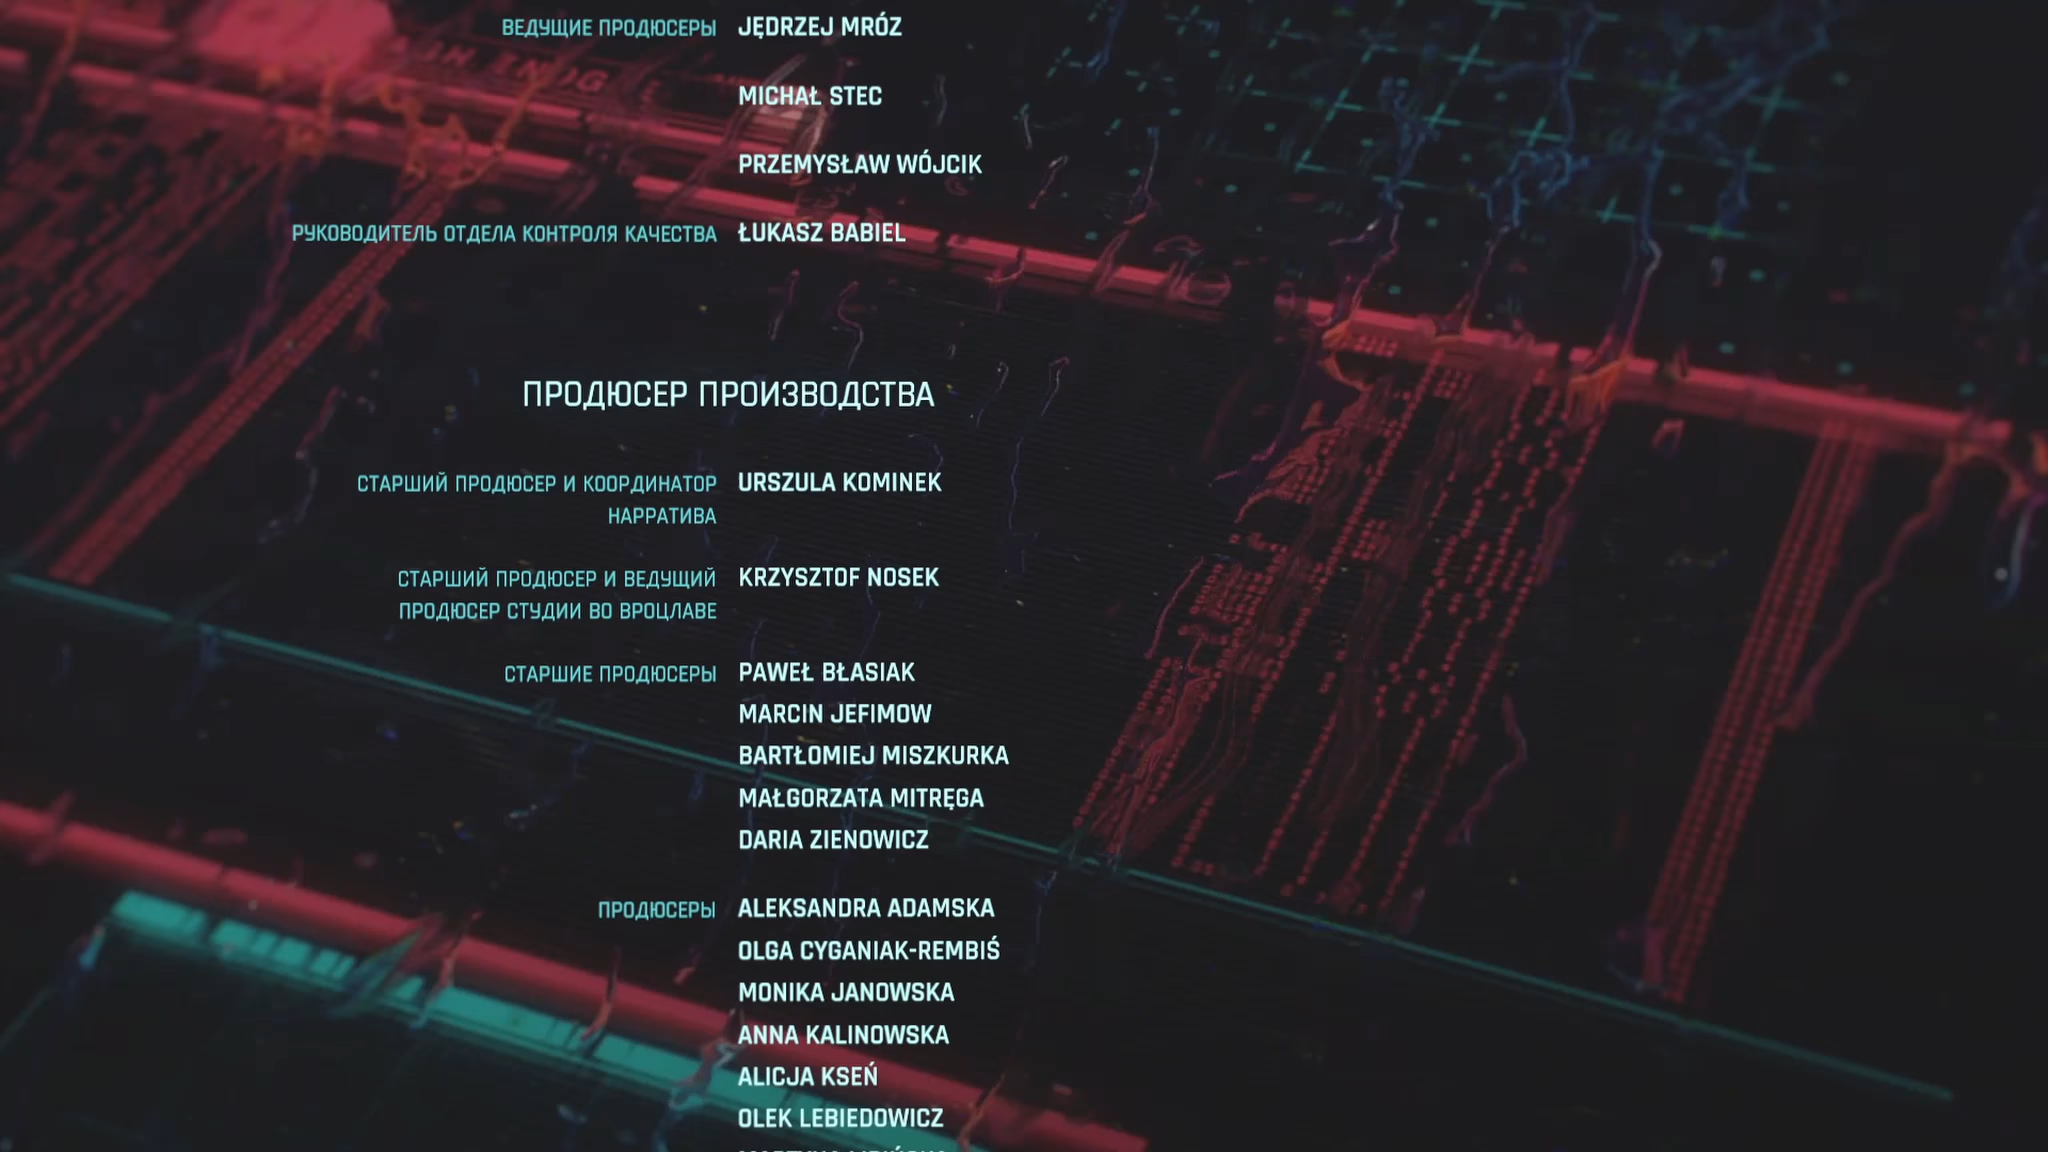 ВЕДУЩИЕ ПРОДЮСЕРЫ JĘDRZEJ MRÓZ
MICHAŁ STEC
PRZEMYSŁAW WÓJCIK
РУКОВОДИТЕЛЬ ОТДЕЛА КОНТРОЛЯ КАЧЕСТВА ŁUKASZ BABIEL
ПРОДЮСЕР ПРОИЗВОДСТВА
СТАРШИЙ ПРОДЮСЕР И КООРДИНАТОР URSZULA KOMINEK
НАРРАТИВА
СТАРШИЙ ПРОДЮСЕР И ВЕДУЩИЙ KRZYSZTOF NOSEK
ПРОДЮСЕР СТУДИИ ВО ВРОЦЛАВЕ
СТАРШИЕ ПРОДЮСЕРЫ PAWEŁ BŁASIAK
MARCIN JEFIMOW
BARTŁOMIEJ MISZKURKA
MAŁGORZATA MITRĘGA
DARIA ZIENOWICZ
ПРОДЮСЕРЫ ALEKSANDRA ADAMSKA
OLGA CYGANIAK-REMBIŚ
MONIKA JANOWSKA
ANNA KALINOWSKA
ALICJA KSEŃ
OLEK LEBIEDOWICZ